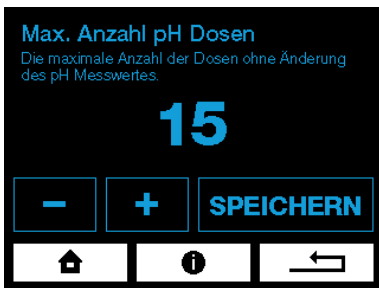 Max. Anzahl pH Dosen
Die maximale Anzahl der Dosen ohne Änderung
des pH Messwertes.
15
− + SPEICHERN